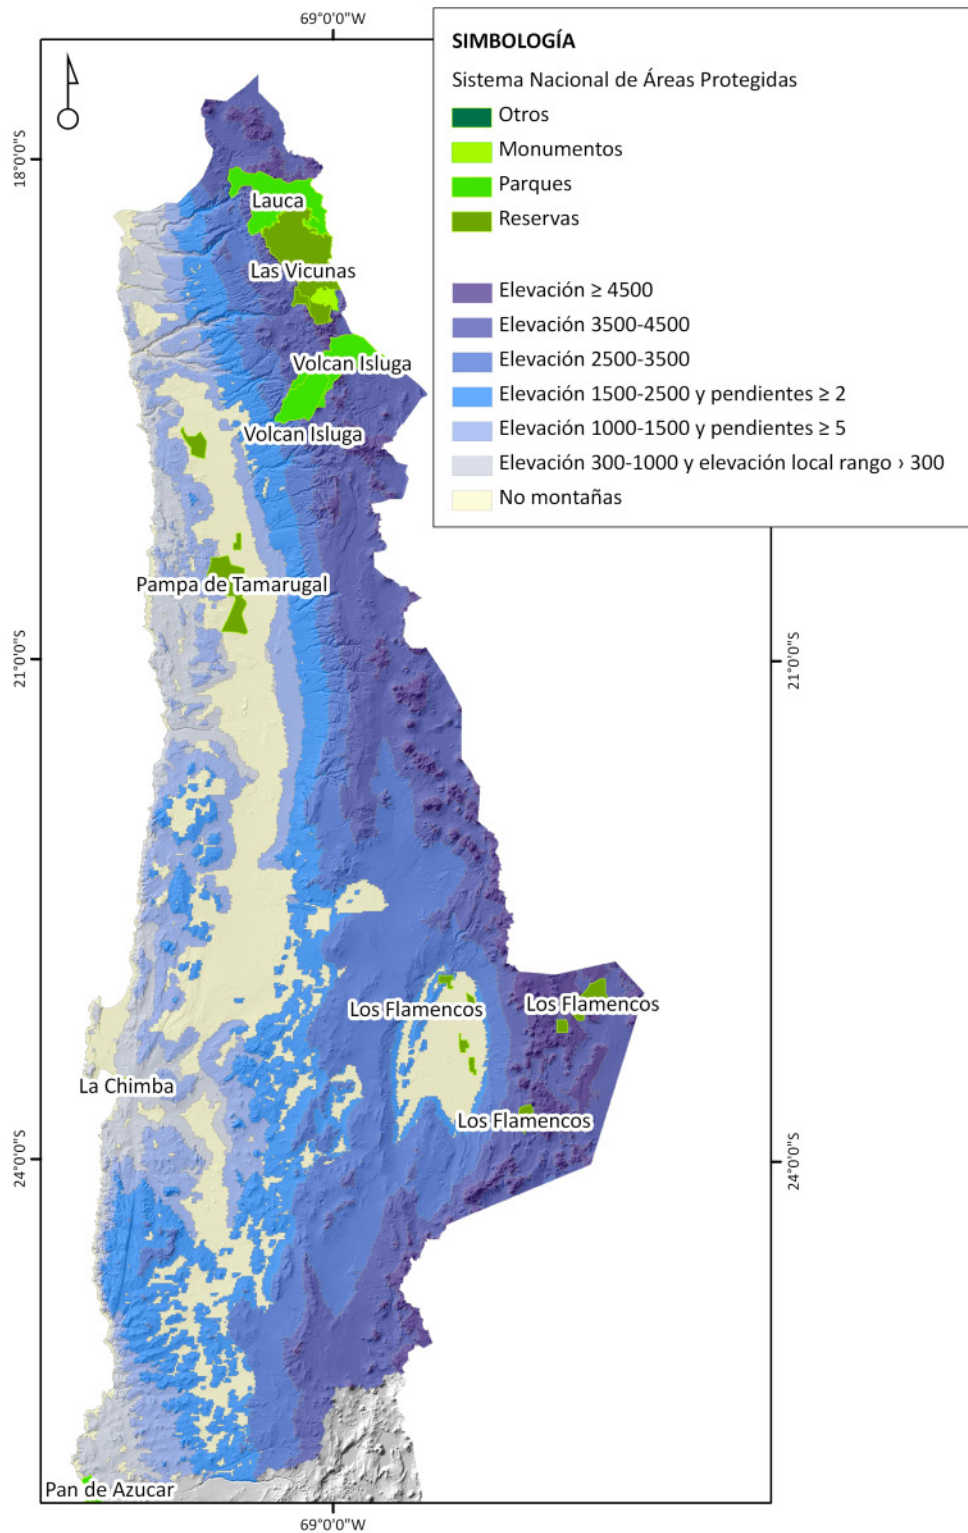 69°0'0"W
SIMBOLOGÍA
Sistema Nacional de Áreas Protegidas
Otros
Monumentos
Parques
Reservas
Elevación ≥ 4500
Elevación 3500-4500
Elevación 2500-3500
Elevación 1500-2500 y pendientes ≥ 2
Elevación 1000-1500 y pendientes ≥ 5
Elevación 300-1000 y elevación local rango › 300
No montañas
18°0'0"S
Lauca
Las Vicunas
Volcan Isluga
Volcan Isluga
Pampa de Tamarugal
21°0'0"S
21°0'0"S
Los Flamencos
Los Flamencos
La Chimba
Los Flamencos
24°0'0"S
24°0'0"S
Pan de Azucar
69°0'0"W